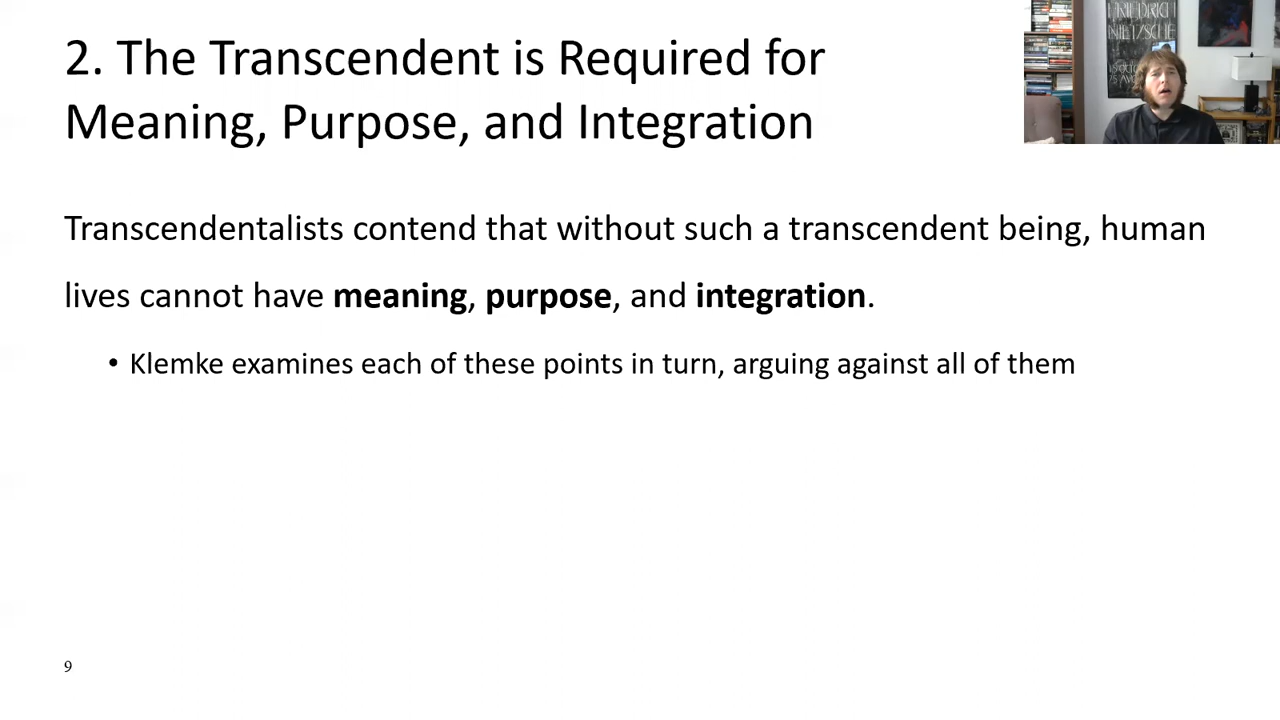 2. The Transcendent is Required for
Meaning, Purpose, and Integration
FRIEDRICH
NIETZSCHE
Transcendentalists contend that without such a transcendent being, human
lives cannot have meaning, purpose, and integration.
• Klemke examines each of these points in turn, arguing against all of them
9